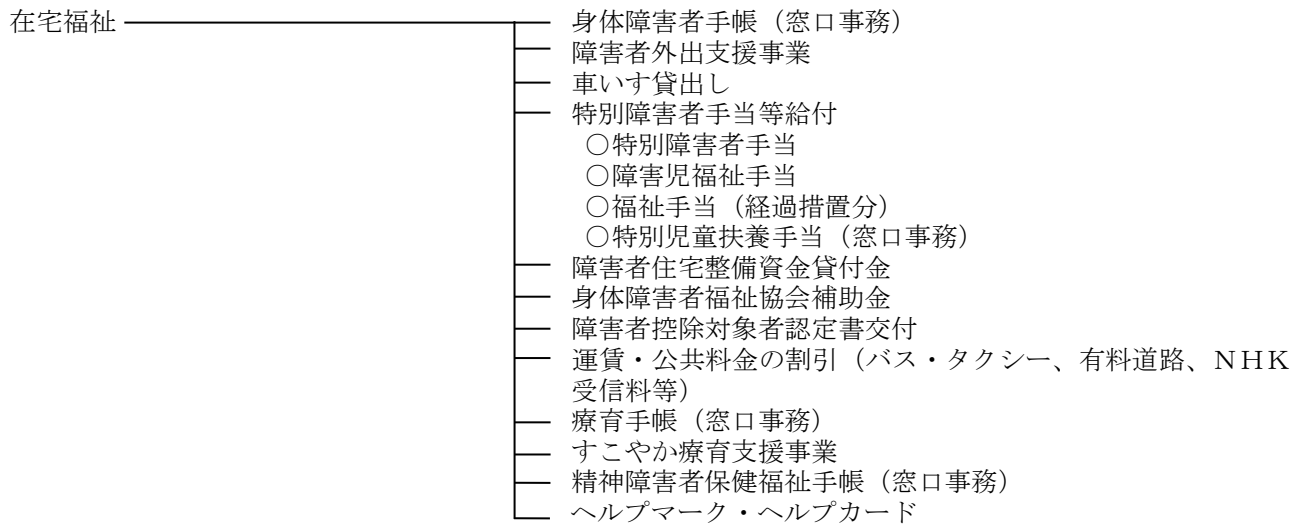 在宅福祉
身体障害者手帳（窓口事務）
障害者外出支援事業
車いす貸出し
特別障害者手当等給付
○特別障害者手当
○障害児福祉手当
○福祉手当（経過措置分）
○特別児童扶養手当（窓口事務）
障害者住宅整備資金貸付金
身体障害者福祉協会補助金
障害者控除対象者認定書交付
運賃・公共料金の割引（バス・タクシー、有料道路、ＮＨＫ
受信料等）
療育手帳（窓口事務）
すこやか療育支援事業
精神障害者保健福祉手帳（窓口事務）
ヘルプマーク・ヘルプカード